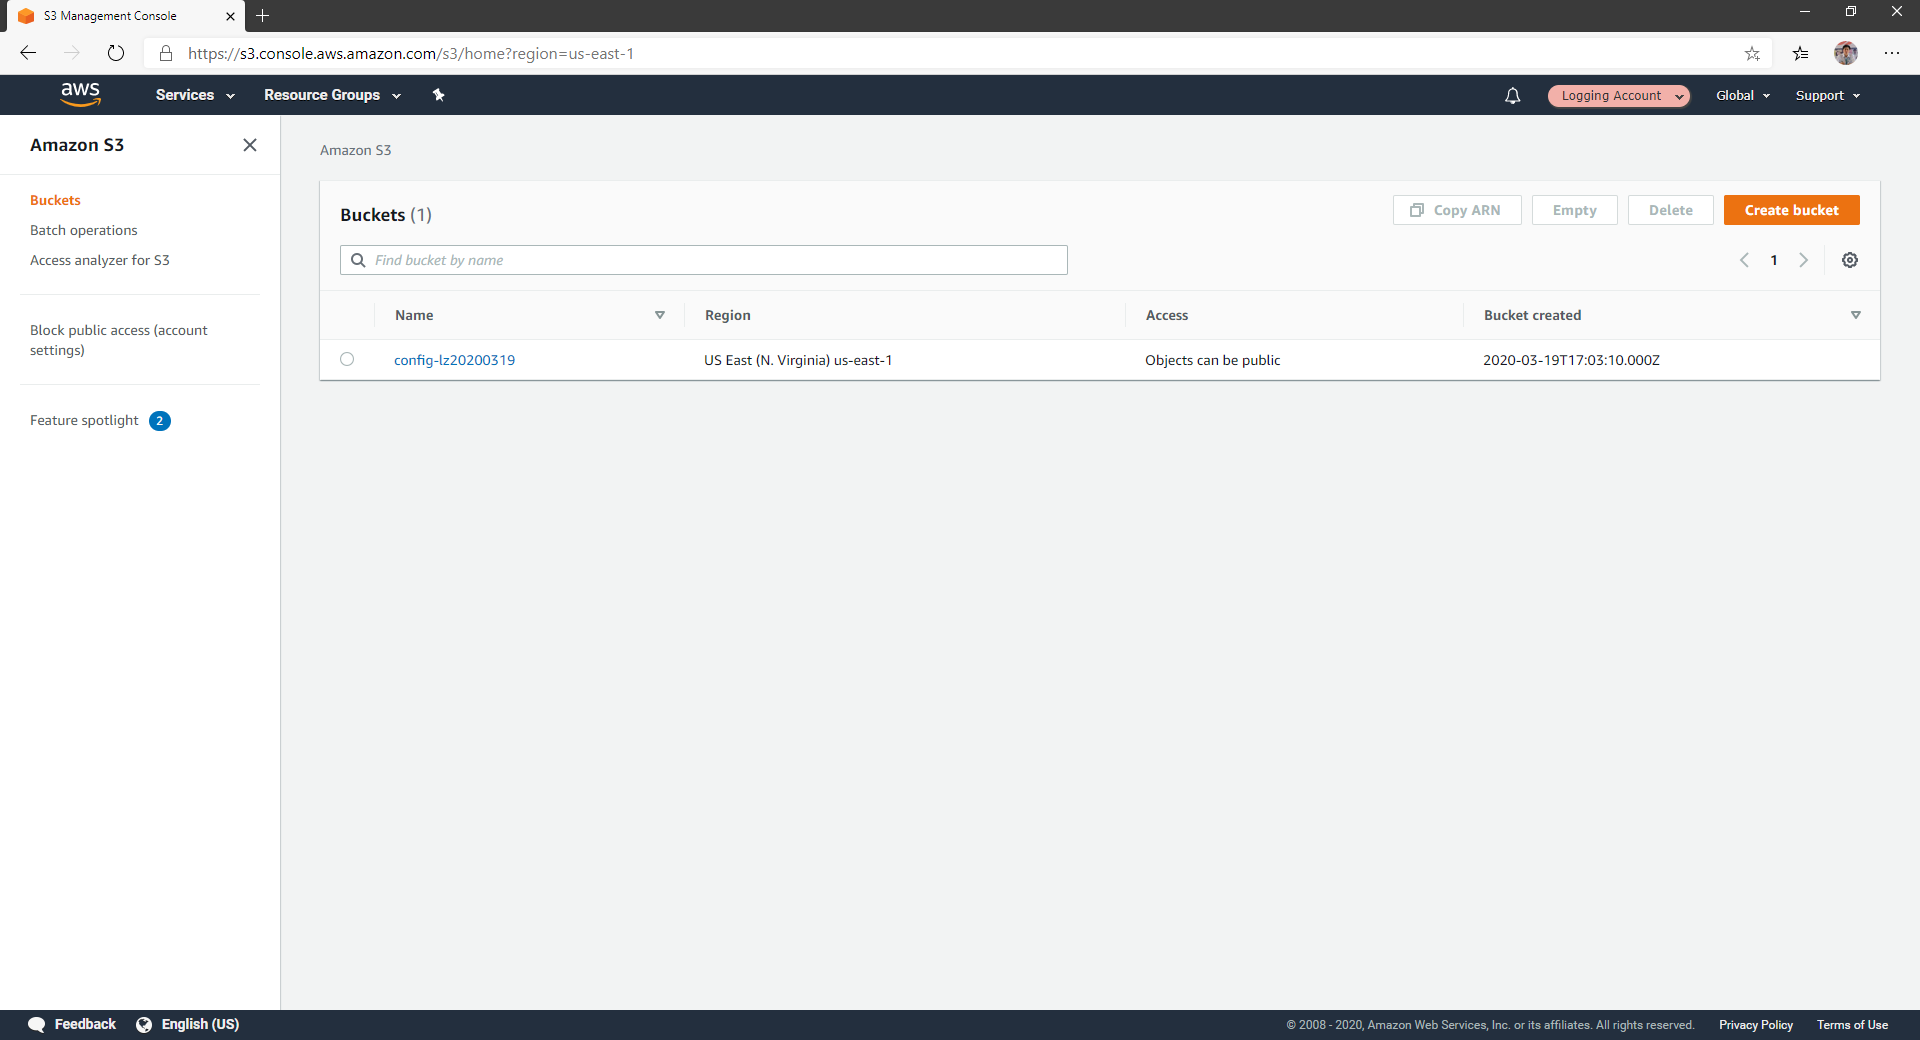 S3 Management Console
https://s3.console.aws.amazon.com/s3/home?region=us-east-1
aws Services Resource Groups Logging Account Global Support
Amazon S3
Buckets
Batch operations
Access analyzer for S3
Block public access (account
settings)
Feature spotlight 2
Amazon S3
Buckets (1) Copy ARN Empty Delete Create bucket
Find bucket by name 1
Name Region Access Bucket created
config-lz20200319 US East (N. Virginia) us-east-1 Objects can be public 2020-03-19T17:03:10.000Z
Feedback English (US) © 2008 - 2020, Amazon Web Services, Inc. or its affiliates. All rights reserved. Privacy Policy Terms of Use